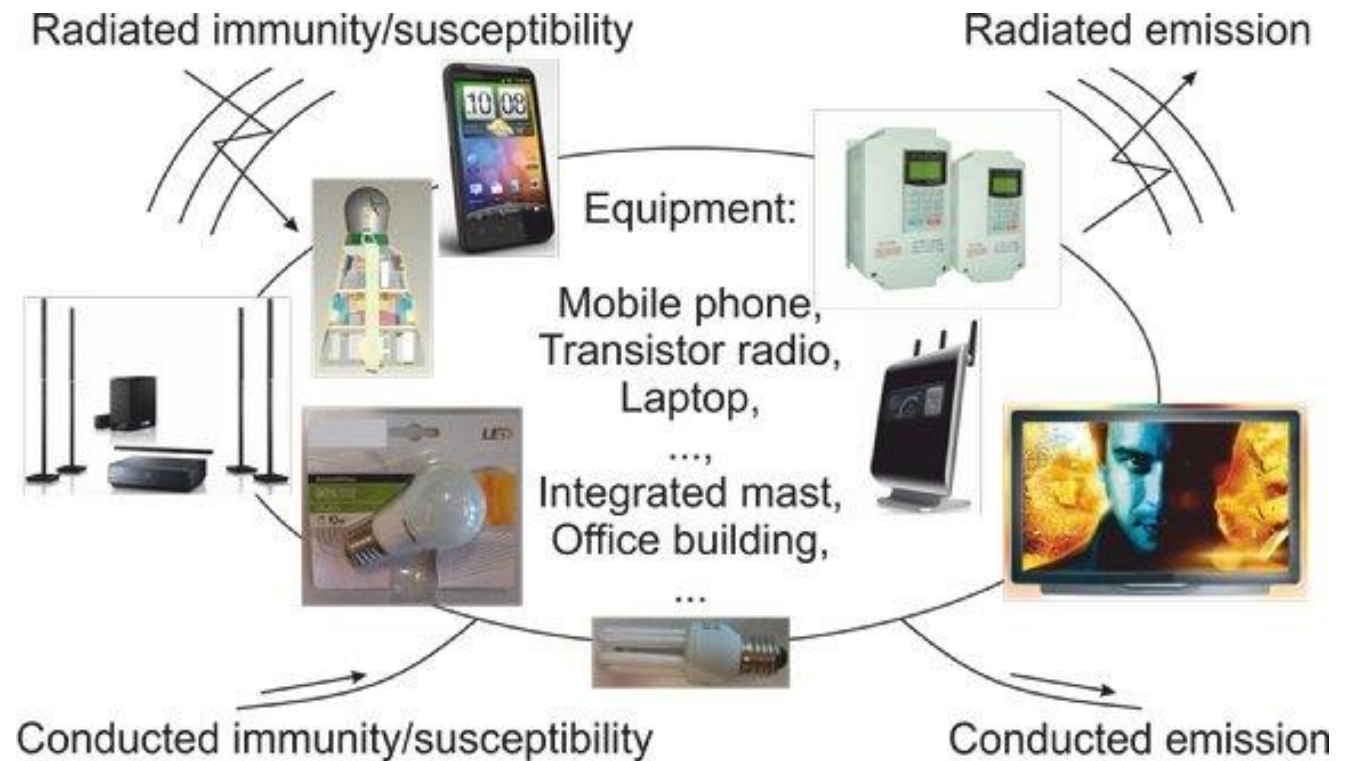 Radiated immunity/susceptibility
Radiated emission
10 08
Equipment:
Mobile phone,
Transistor radio,
Laptop,
...,
Integrated mast,
Office building,
...
LED
Conducted immunity/susceptibility
Conducted emission